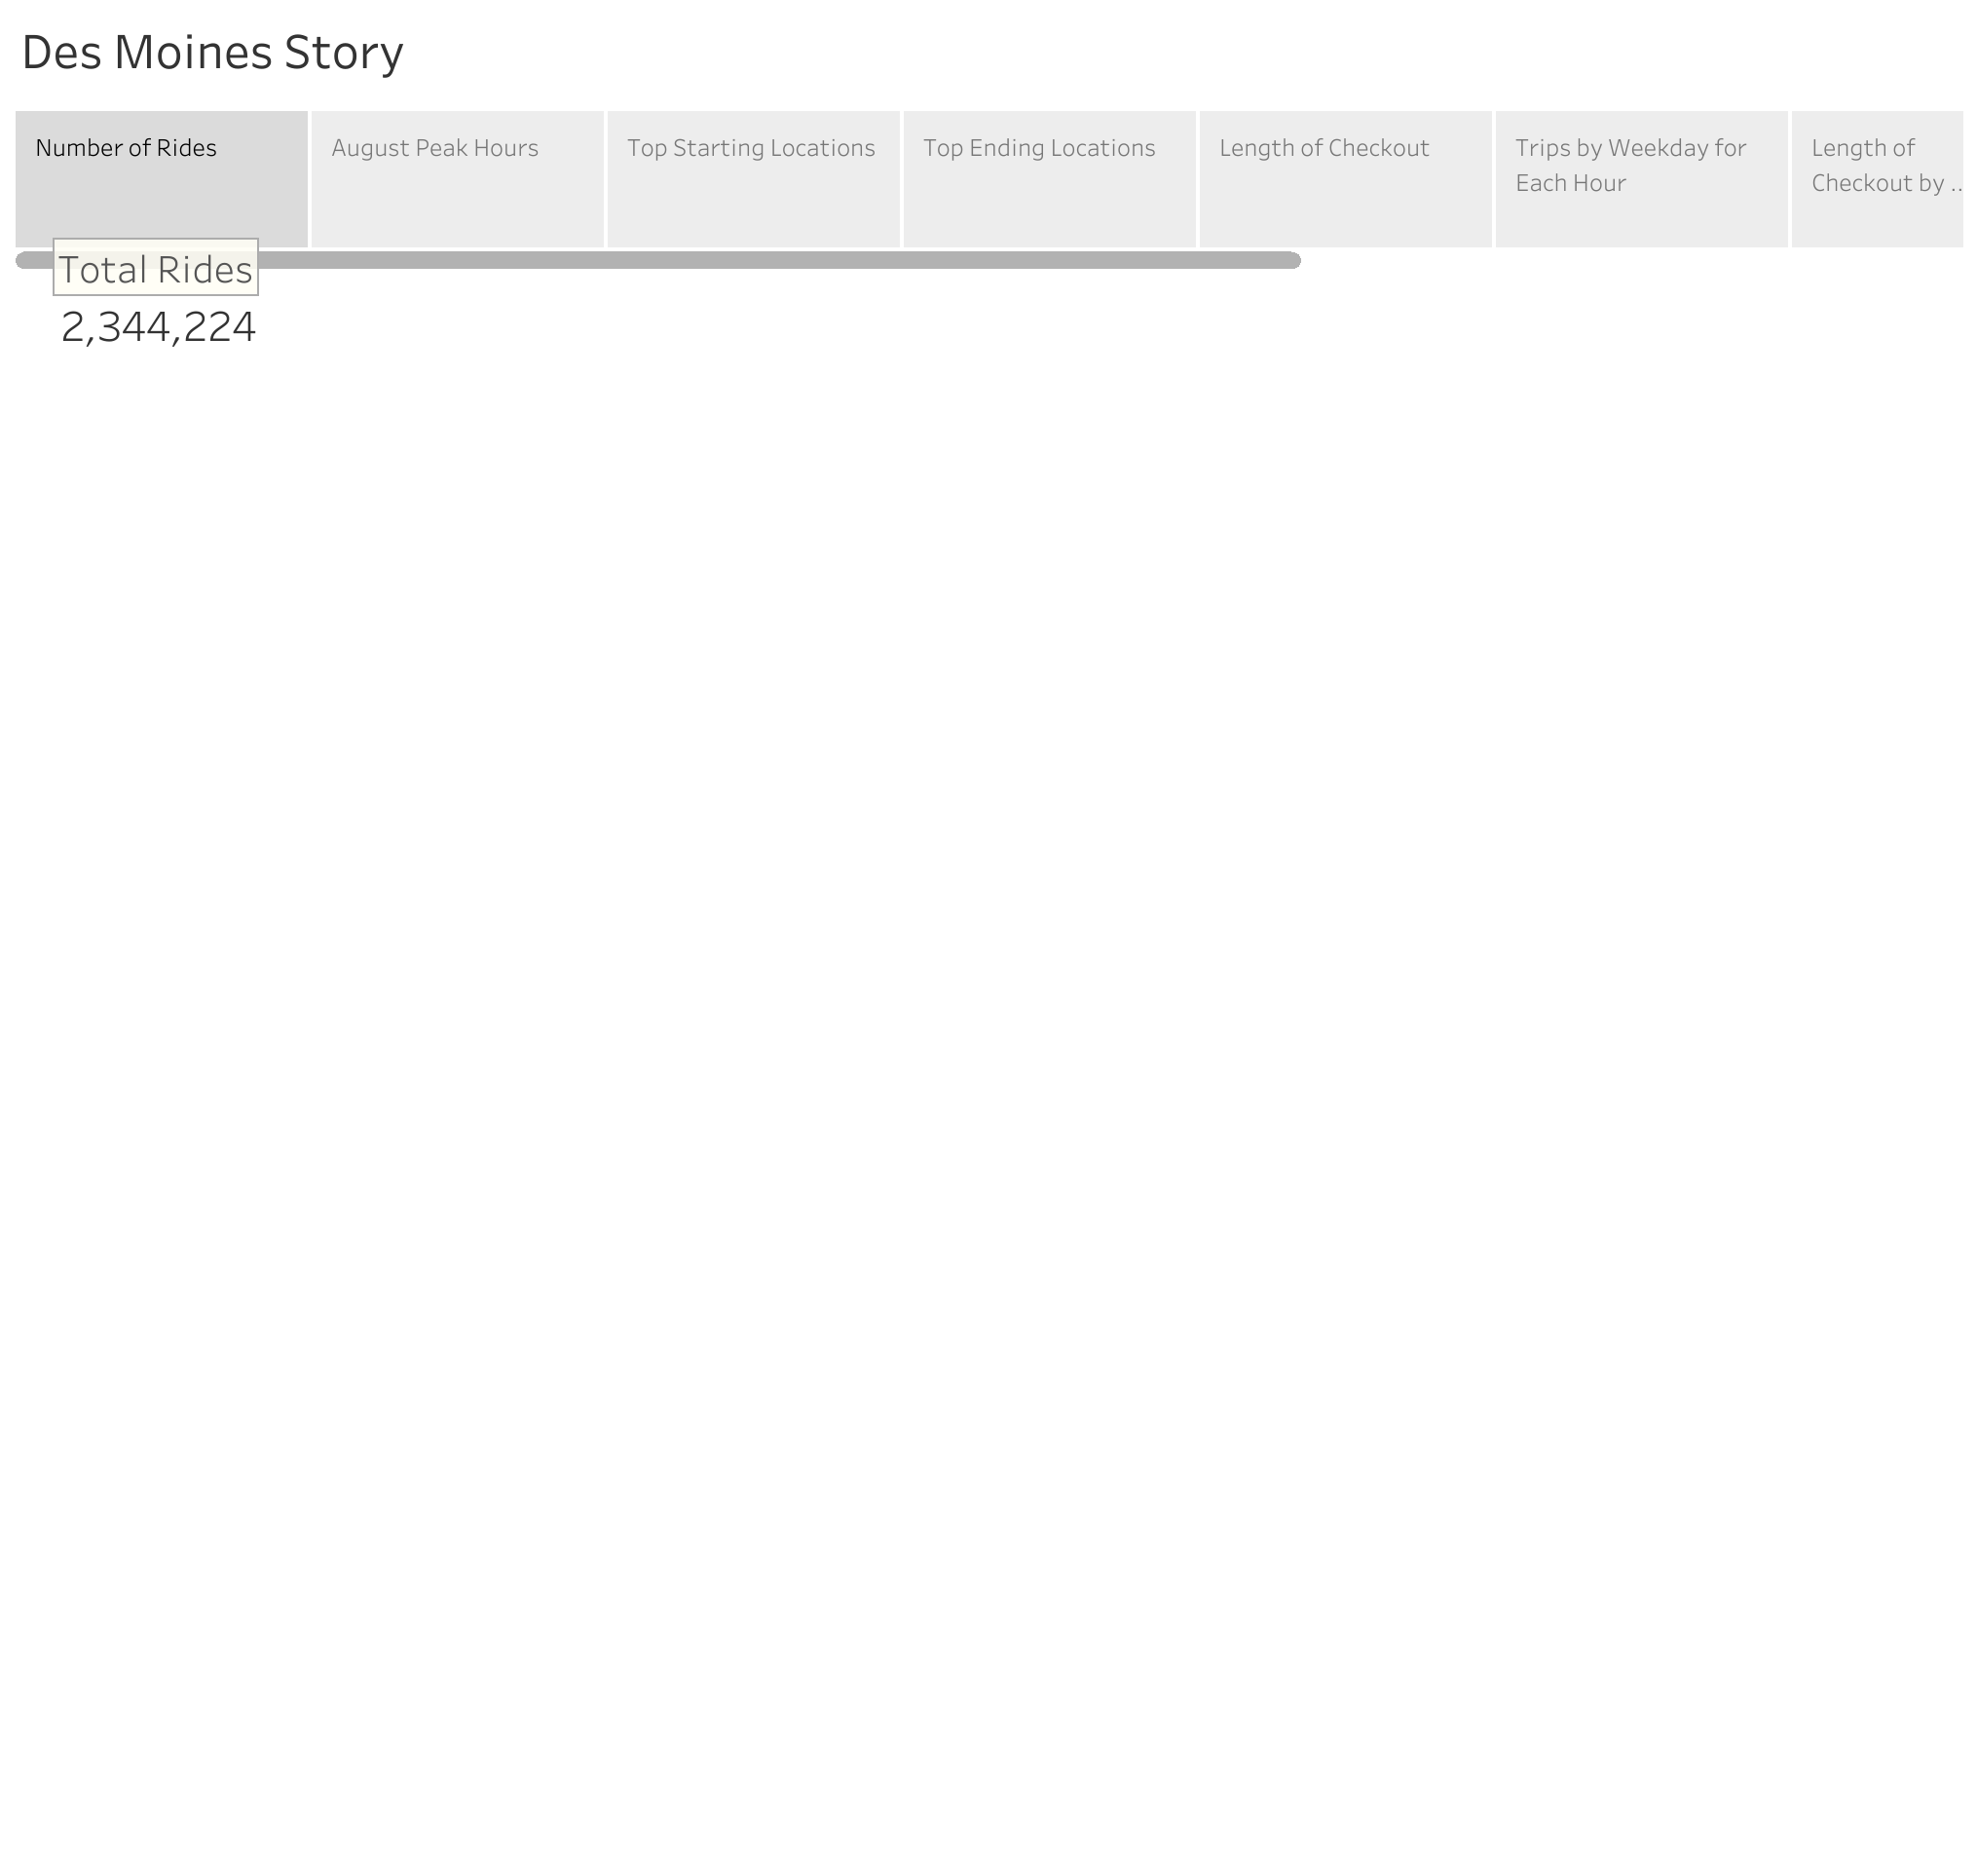 Des Moines Story
Number of Rides
August Peak Hours
Top Starting Locations
Top Ending Locations
Length of Checkout
Trips by Weekday for
Each Hour
Length of
Checkout by ..
Total Rides
2,344,224